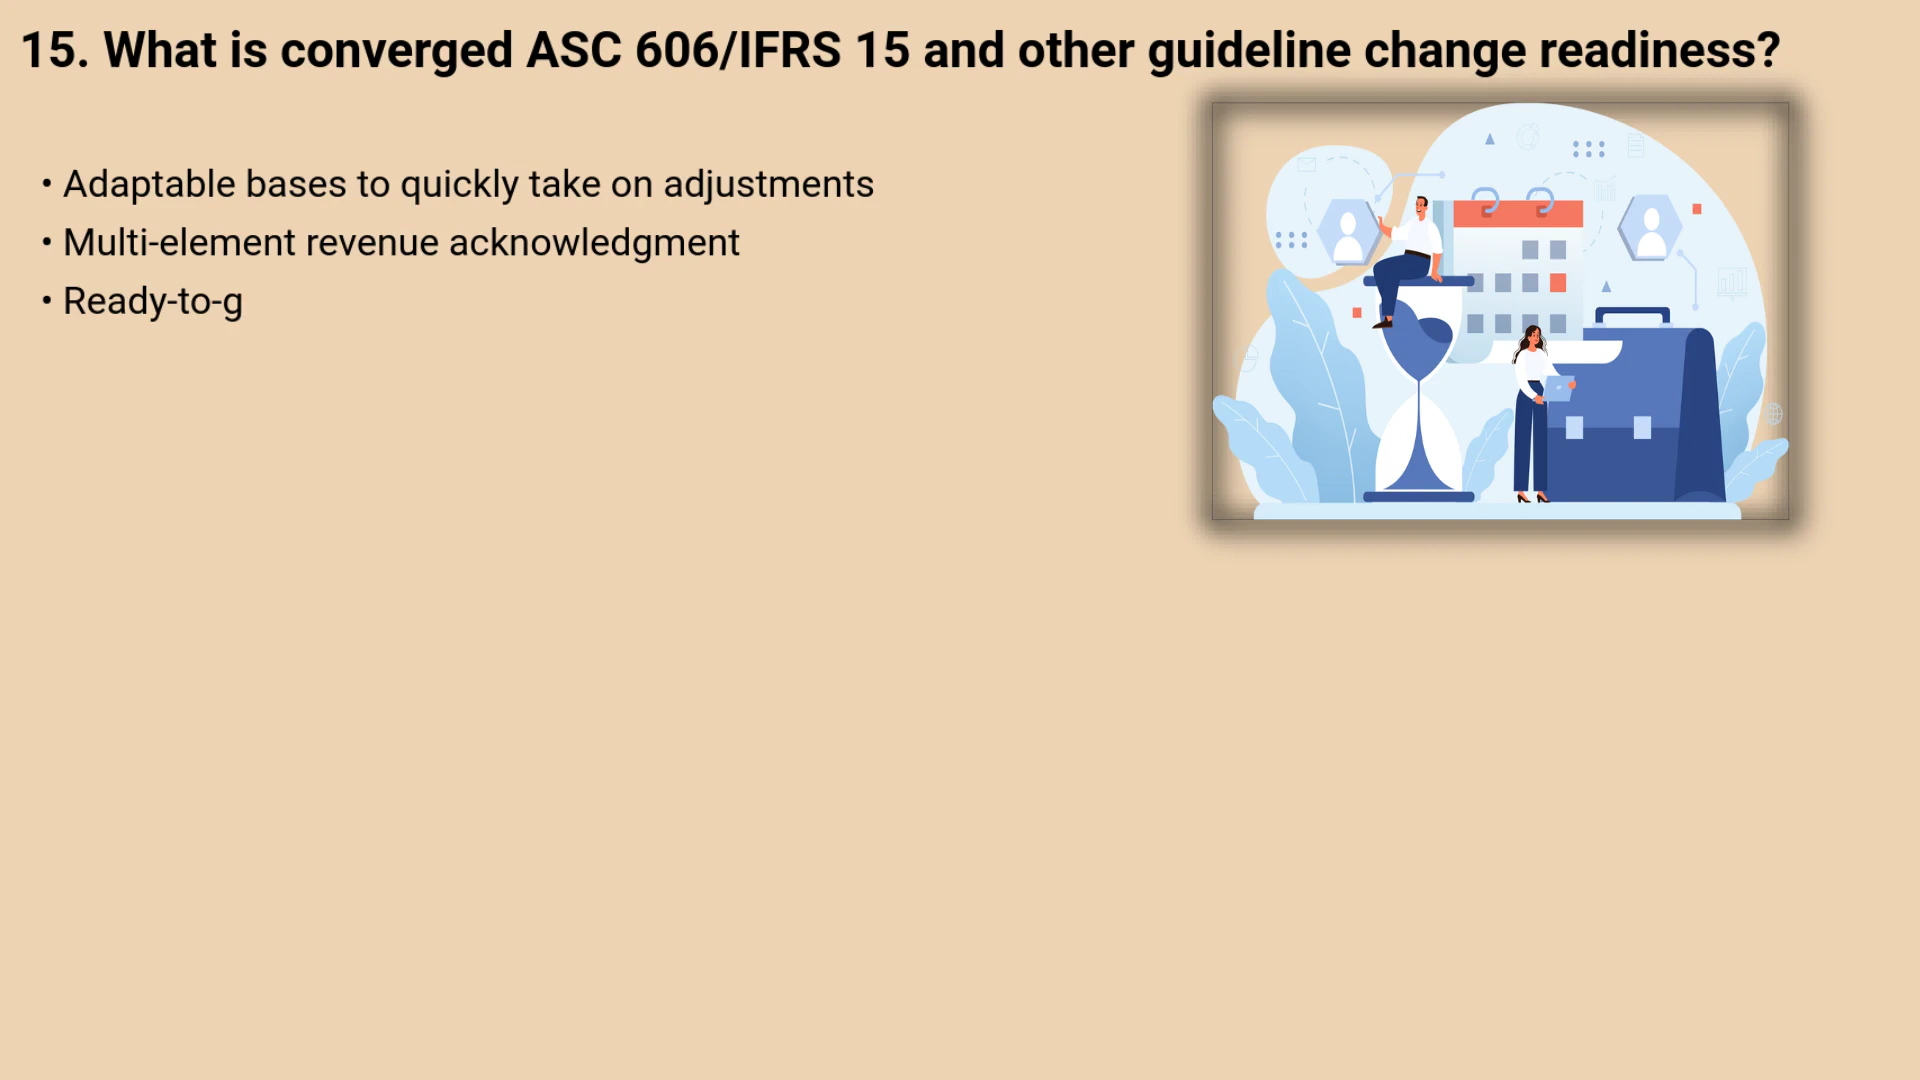 15. What is converged ASC 606/IFRS 15 and other guideline change readiness?
• Adaptable bases to quickly take on adjustments
• Multi-element revenue acknowledgment
• Ready-to-g